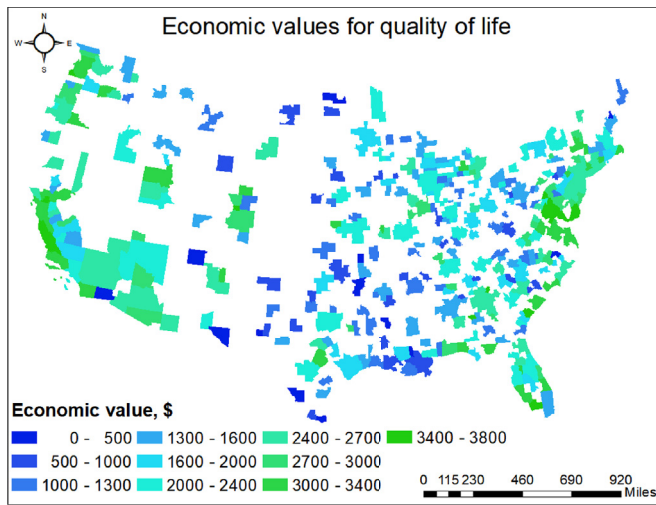 Economic values for quality of life
N
W E
S
Economic value, $
0 - 500 1300 - 1600 2400 - 2700 3400 - 3800
500 - 1000 1600 - 2000 2700 - 3000
1000 - 1300 2000 - 2400 3000 - 3400
0 115 230 460 690 920
Miles